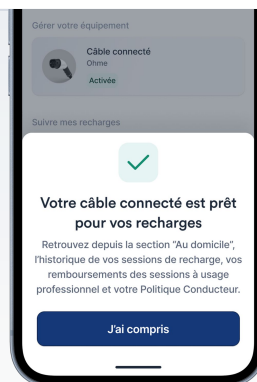 Gérer votre équipement
Câble connecté
Ohme
Activée
Suivre mes recharges
Votre câble connecté est prêt
pour vos recharges
Retrouvez depuis la section "Au domicile",
l'historique de vos sessions de recharge, vos
remboursements des sessions à usage
professionnel et votre Politique Conducteur.
J'ai compris